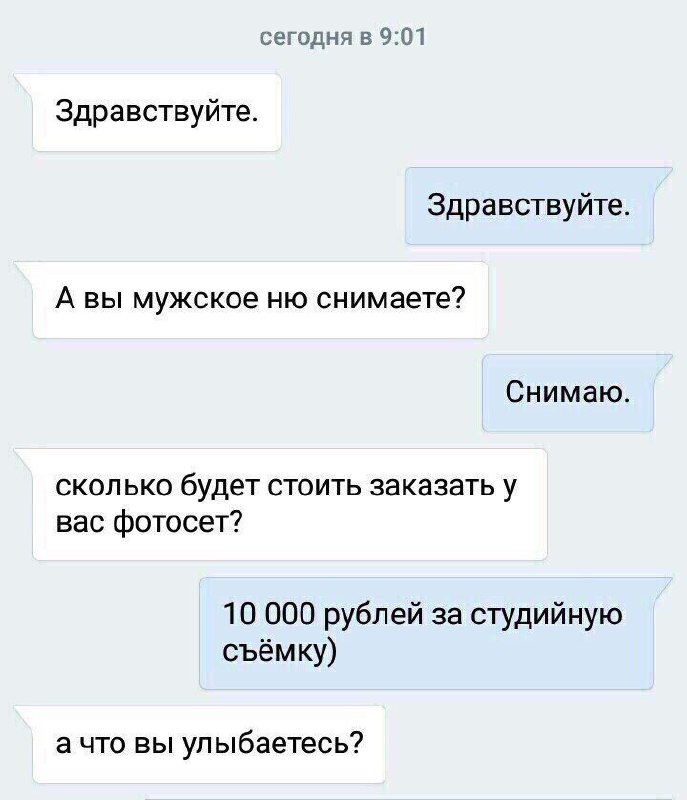 сегодня в 9:01
Здравствуйте.
Здравствуйте.
А вы мужское ню снимаете?
Снимаю.
сколько будет стоить заказать у
вас фотосет?
10 000 рублей за студийную
съёмку)
а что вы улыбаетесь?